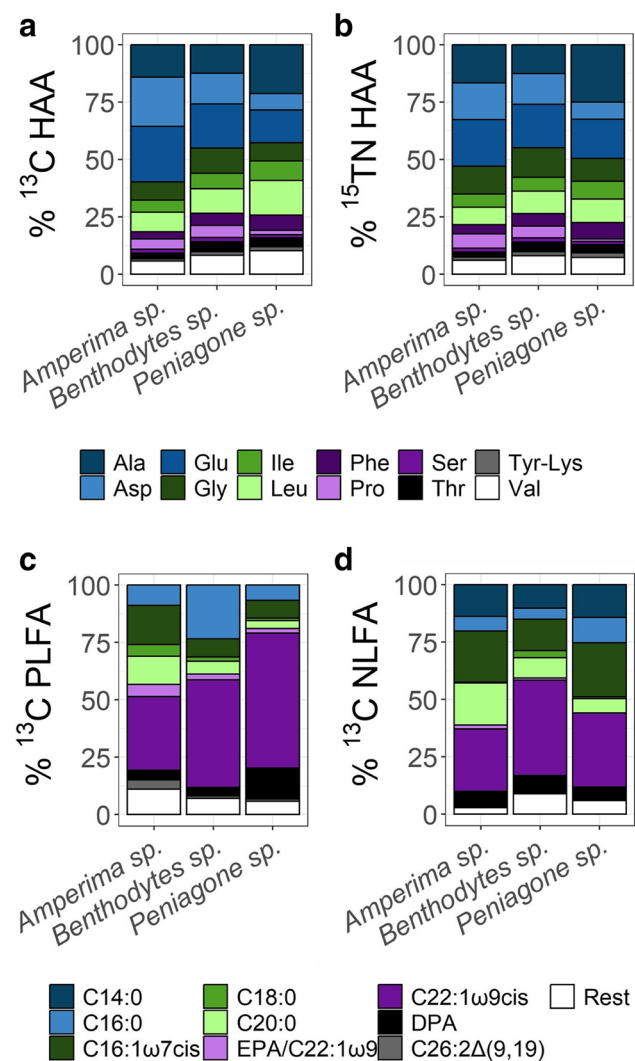 a
b
100
75
50
25
0
% ¹³C HAA
Amperima sp.
Benthodytes sp.
Peniagone sp.
100
75
50
25
0
% ¹⁵TN HAA
Amperima sp.
Benthodytes sp.
Peniagone sp.
Ala Glu Ile Phe Ser Tyr-Lys
Asp Gly Leu Pro Thr Val
c
d
100
75
50
25
0
% ¹³C PLFA
Amperima sp.
Benthodytes sp.
Peniagone sp.
100
75
50
25
0
% ¹³C NLFA
Amperima sp.
Benthodytes sp.
Peniagone sp.
C14:0 C18:0 C22:1ω9cis Rest
C16:0 C20:0 DPA
C16:1ω7cis EPA/C22:1ω9 C26:2Δ(9,19)